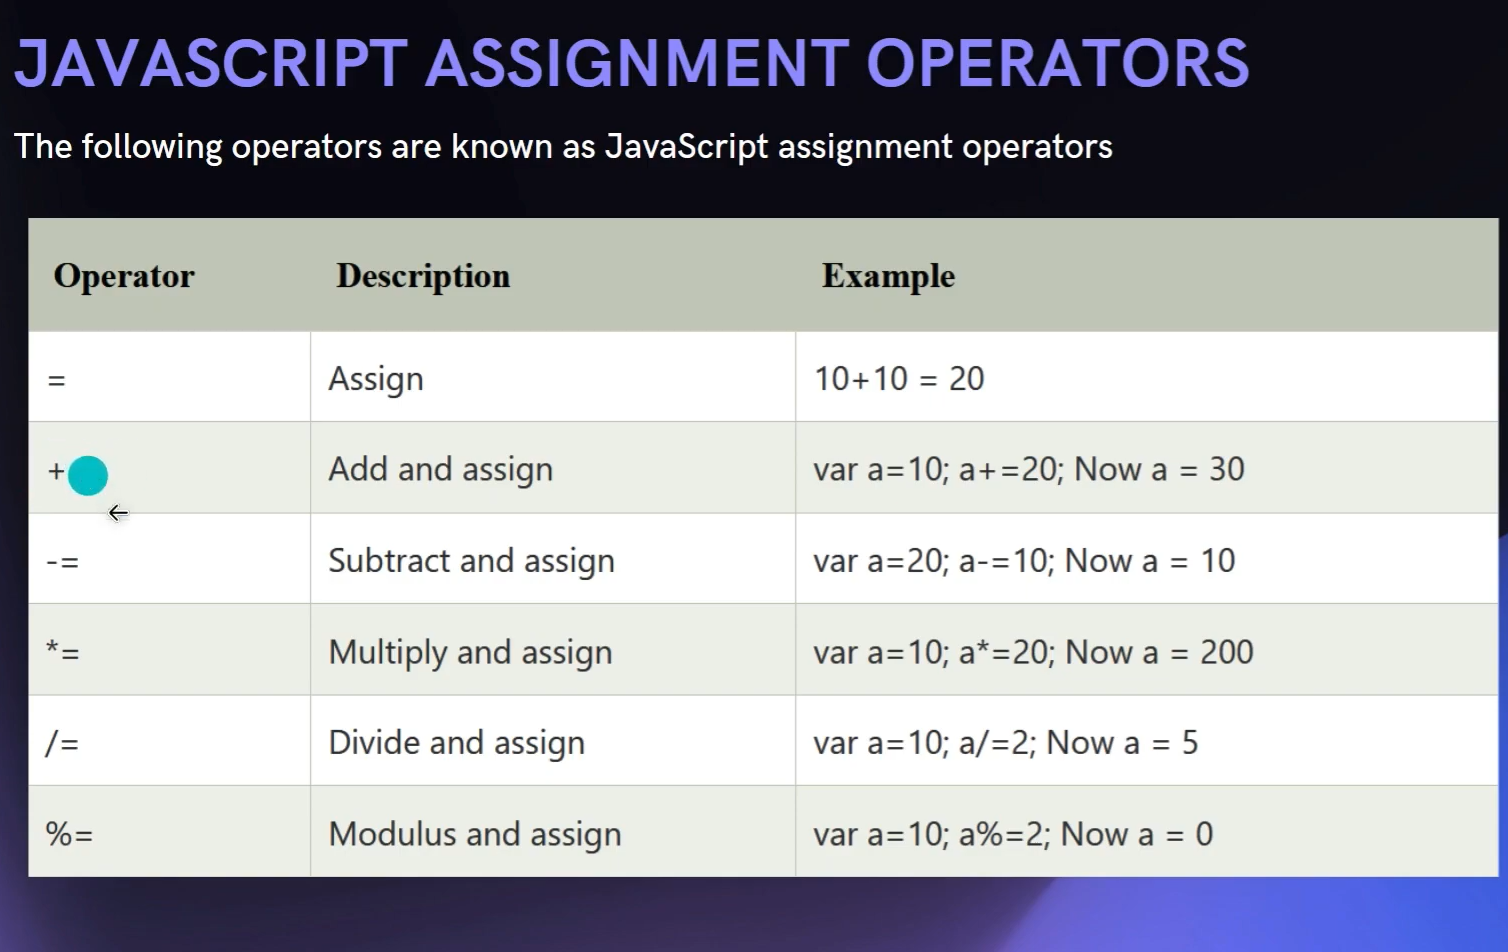 JAVASCRIPT ASSIGNMENT OPERATORS
The following operators are known as JavaScript assignment operators
Operator Description Example
= Assign 10+10 = 20
+ Add and assign var a=10; a+=20; Now a = 30
-= Subtract and assign var a=20; a-=10; Now a = 10
*= Multiply and assign var a=10; a*=20; Now a = 200
/= Divide and assign var a=10; a/=2; Now a = 5
%= Modulus and assign var a=10; a%=2; Now a = 0